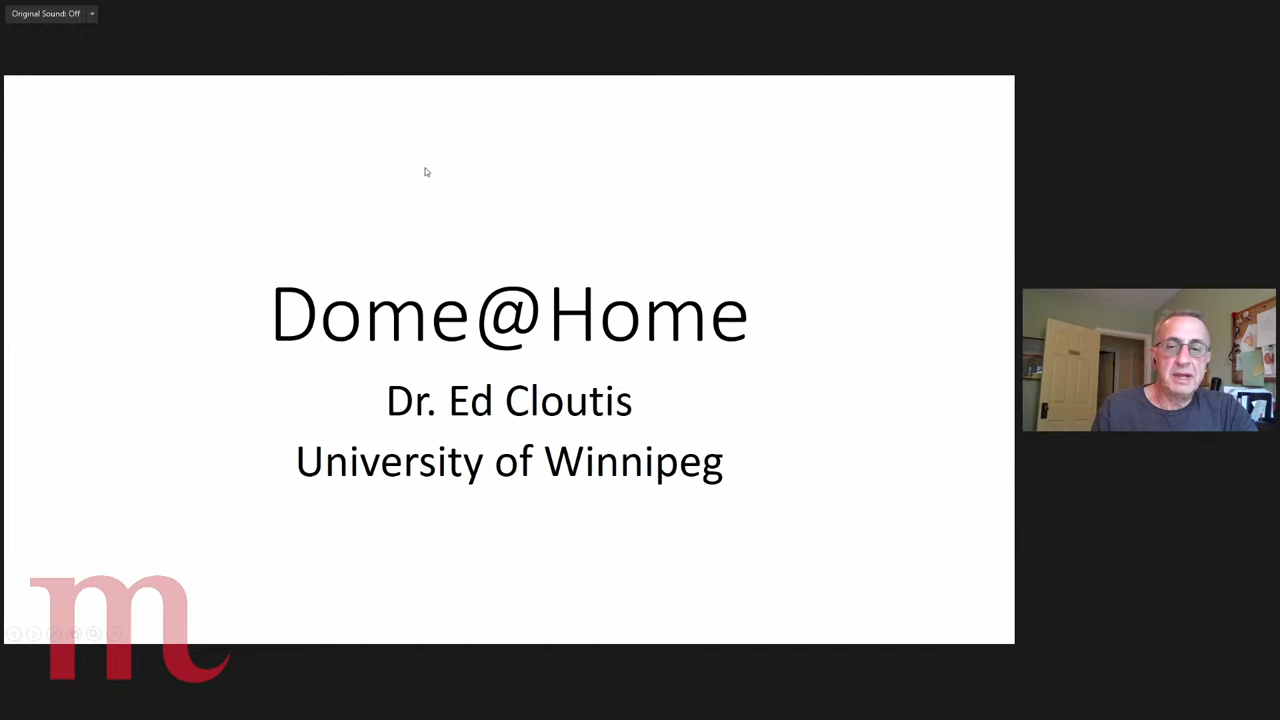 Original Sound: Off
Dome@Home
Dr. Ed Cloutis
University of Winnipeg
m